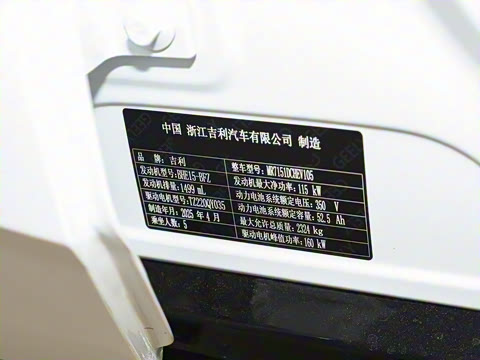 中国 浙江吉利汽车有限公司 制造
品 牌: 吉利 整车型号: MR7151DCHEV105
发动机型号: BHE15-BFZ 发动机最大净功率: 115 kW
发动机排量: 1499 mL 动力电池系统额定电压: 350 V
驱动电机型号: TZ220QY035 动力电池系统额定容量: 52.5 Ah
制造年月: 2025 年 4 月 最大允许总质量: 2324 kg
乘坐人数: 5 驱动电机峰值功率: 160 kW